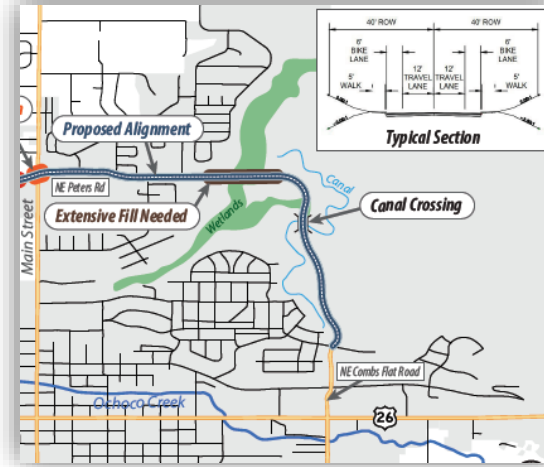 40' ROW 40' ROW
6' BIKE LANE 12' TRAVEL LANE 12' TRAVEL LANE 6' BIKE LANE
5' WALK 5' WALK
Typical Section
Proposed Alignment
NE Peters Rd
Extensive Fill Needed
Main Street
Wetlands
Canal
Canal Crossing
NE Combs Flat Road
Ochoco Creek
26